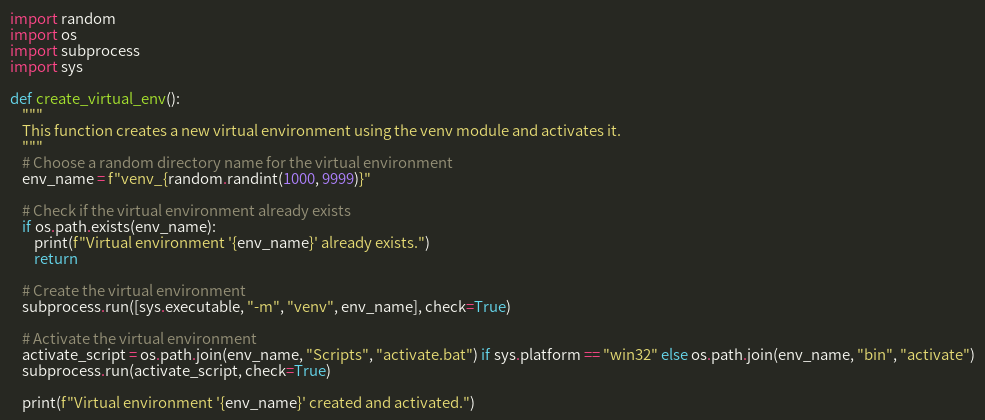 import random
import os
import subprocess
import sys

def create_virtual_env():
    """
    This function creates a new virtual environment using the venv module and activates it.
    """
    # Choose a random directory name for the virtual environment
    env_name = f"venv_{random.randint(1000, 9999)}"

    # Check if the virtual environment already exists
    if os.path.exists(env_name):
        print(f"Virtual environment '{env_name}' already exists.")
        return

    # Create the virtual environment
    subprocess.run([sys.executable, "-m", "venv", env_name], check=True)

    # Activate the virtual environment
    activate_script = os.path.join(env_name, "Scripts", "activate.bat") if sys.platform == "win32" else os.path.join(env_name, "bin", "activate")
    subprocess.run(activate_script, check=True)

    print(f"Virtual environment '{env_name}' created and activated.")